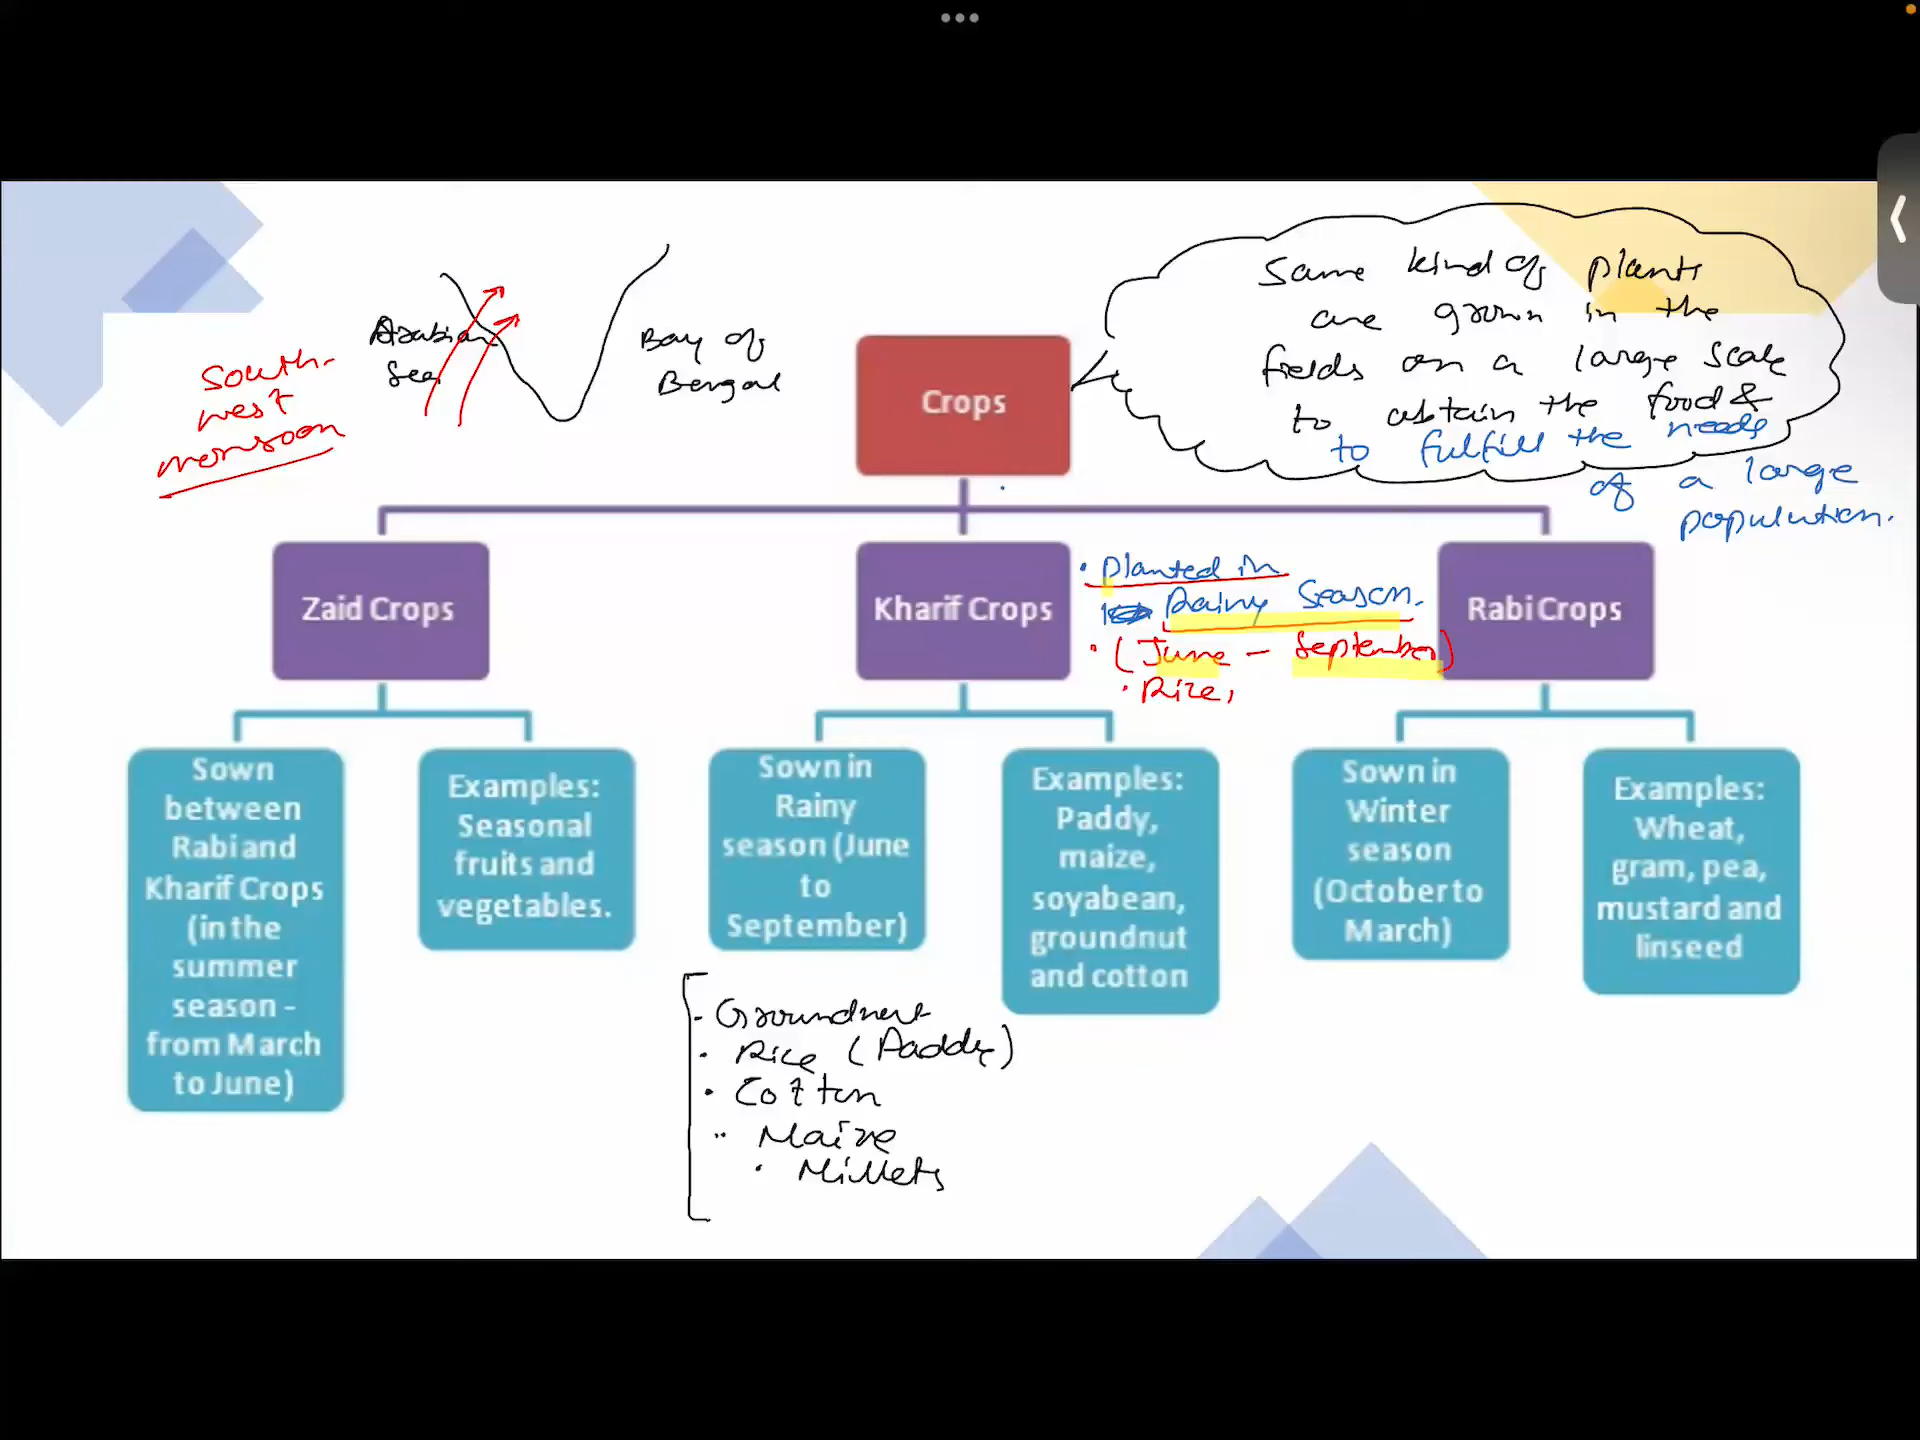 Same kind of plants
are grown in the
fields on a large scale
to obtain the food &
to fulfill the needs
of a large
population.
Arabian
Sea
Bay of
Bengal
South-
west
monsoon
Crops
Zaid Crops
Kharif Crops
• Planted in
Rainy Season.
• (June - September)
• Rice,
Rabi Crops
Sown
between
Rabi and
Kharif Crops
(in the
summer
season -
from March
to June)
Examples:
Seasonal
fruits and
vegetables.
Sown in
Rainy
season (June
to
September)
Examples:
Paddy,
maize,
soyabean,
groundnut
and cotton
Sown in
Winter
season
(October to
March)
Examples:
Wheat,
gram, pea,
mustard and
linseed
- Groundnut
• Rice (Paddy)
• Cotton
• Maize
• Millets